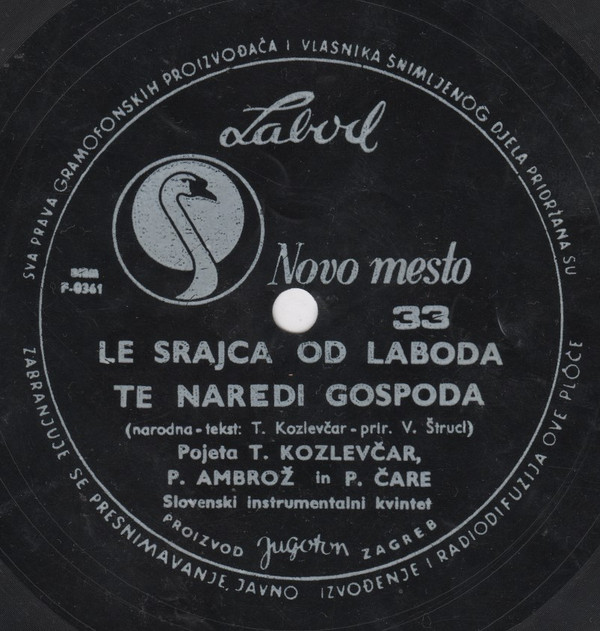 SVA PRAVA GRAMOFONSKIH PROIZVOĐAČA I VLASNIKA SNIMLJENOG DJELA PRIDRŽANA SU
Labod
F-0361
Novo mesto
33
LE SRAJCA OD LABODA
TE NAREDI GOSPODA
(narodna-tekst: T. Kozlevčar-prir. V. Štrucl)
Pojeta T. KOZLEVČAR,
P. AMBROŽ in P. ČARE
Slovenski instrumentalni kvintet
PROIZVOD Jugoton ZAGREB
ZABRANJUJE SE PRESNIMAVANJE, JAVNO IZVOĐENJE I RADIODIFUZIJA OVE PLOČE